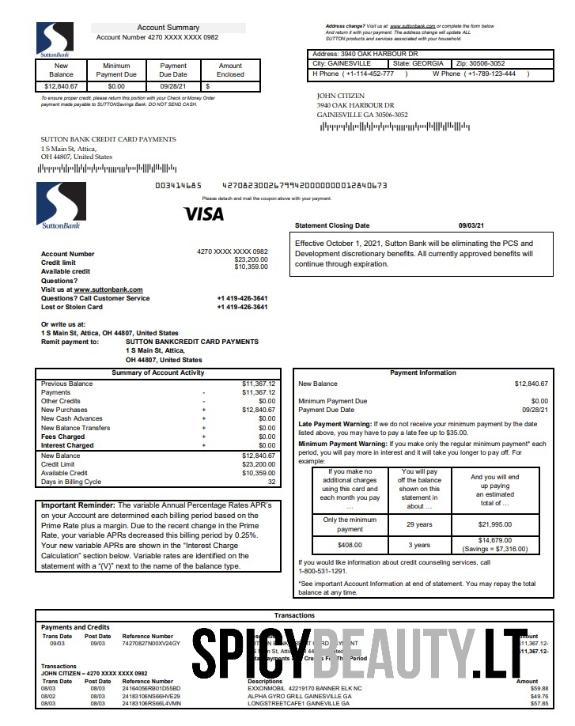 Account Summary
Account Number 4270 XXXX XXXX 0982
SuttonBank
New Balance Minimum Payment Due Payment Due Date Amount Enclosed
$12,840.67 $0.00 09/28/21 $
To ensure proper credit, please return this portion with your Check or Money Order
payment made payable to SUTTONSavings Bank. DO NOT SEND CASH.
Address change? Visit us at: www.suttonbank.com or complete the form below
And return it with your payment. The address change will update ALL
SUTTON products and services associated with your household.
Address: 3940 OAK HARBOUR DR
City: GAINESVILLE State: GEORGIA Zip: 30506-3052
H Phone ( +1-114-452-777 ) W Phone ( +1-789-123-444 )
JOHN CITIZEN
3940 OAK HARBOUR DR
GAINESVILLE GA 30506-3052
SUTTON BANK CREDIT CARD PAYMENTS
1 S Main St, Attica,
OH 44807, United States
003414685 4270823002679942000000012840673
Please detach and mail the coupon above with your payment.
SuttonBank
VISA
Statement Closing Date 09/03/21
Effective October 1, 2021, Sutton Bank will be eliminating the PCS and
Development discretionary benefits. All currently approved benefits will
continue through expiration.
Account Number 4270 XXXX XXXX 0982
Credit limit $23,200.00
Available credit $10,359.00
Questions?
Visit us at www.suttonbank.com
Questions? Call Customer Service +1 419-426-3641
Lost or Stolen Card +1 419-426-3641
Or write us at:
1 S Main St, Attica, OH 44807, United States
Remit payment to: SUTTON BANKCREDIT CARD PAYMENTS
1 S Main St, Attica,
OH 44807, United States
Summary of Account Activity
Previous Balance $11,367.12
Payments - $11,367.12
Other Credits - $0.00
New Purchases + $12,840.67
New Cash Advances + $0.00
New Balance Transfers + $0.00
Fees Charged + $0.00
Interest Charged + $0.00
New Balance $12,840.67
Credit Limit $23,200.00
Available Credit $10,359.00
Days in Billing Cycle 32
Important Reminder: The variable Annual Percentage Rates APR's
on your Account are determined each billing period based on the
Prime Rate plus a margin. Due to the recent change in the Prime
Rate, your variable APRs decreased this billing period by 0.25%.
Your new variable APRs are shown in the "Interest Charge
Calculation" section below. Variable rates are identified on the
statement with a "(V)" next to the name of the balance type.
Payment Information
New Balance $12,840.67
Minimum Payment Due $0.00
Payment Due Date 09/28/21
Late Payment Warning: If we do not receive your minimum payment by the date
listed above, you may have to pay a late fee up to $35.00.
Minimum Payment Warning: If you make only the regular minimum payment* each
period, you will pay more in interest and it will take you longer to pay off. For
example:
If you make no additional charges using this card and each month you pay ... You will pay off the balance shown on this statement in about ... And you will end up paying an estimated total of ...
Only the minimum payment 29 years $21,995.00
$408.00 3 years $14,679.00 (Savings = $7,316.00)
If you would like information about credit counseling services, call
1-800-531-1291.
*See important Account Information at end of statement. You may repay the total
balance at any time.
Transactions
Payments and Credits
Trans Date Post Date Reference Number
09/03 09/03 7427082TN00XV24GY
11,367.12-
SPICYBEAUTY.LT
Transactions
JOHN CITIZEN – 4270 XXXX XXXX 0982
Trans Date Post Date Reference Number Descriptions
08/03 08/03 2416405RR801D55BD EXXONMOBIL 42219170 BANNER ELK NC $59.88
08/02 08/03 2418310RNS66HVE29 ALPHA GYRO GRILL GAINESVILLE GA $49.76
08/03 08/03 2418310RRS66L4VMN LONGSTREETCAFE1 GAINESVILLE GA $57.85